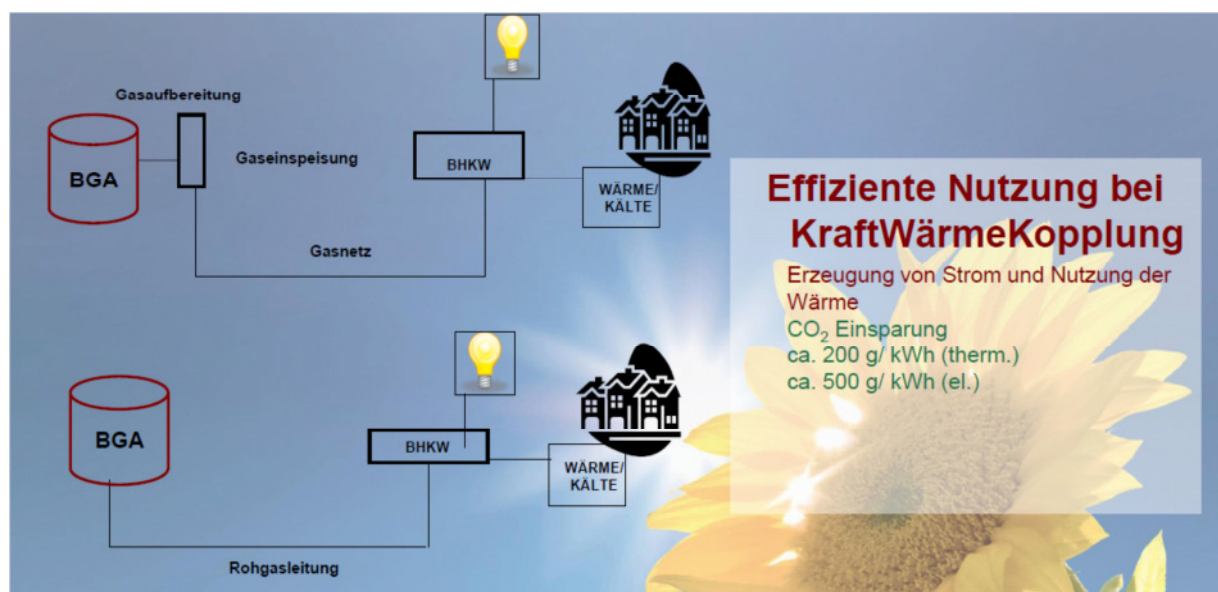 Gasaufbereitung
BGA
Gaseinspeisung
BHKW
WÄRME/
KÄLTE
Gasnetz
Effiziente Nutzung bei
KraftWärmeKopplung
Erzeugung von Strom und Nutzung der
Wärme
CO₂ Einsparung
ca. 200 g/ kWh (therm.)
ca. 500 g/ kWh (el.)
BGA
BHKW
WÄRME/
KÄLTE
Rohgasleitung